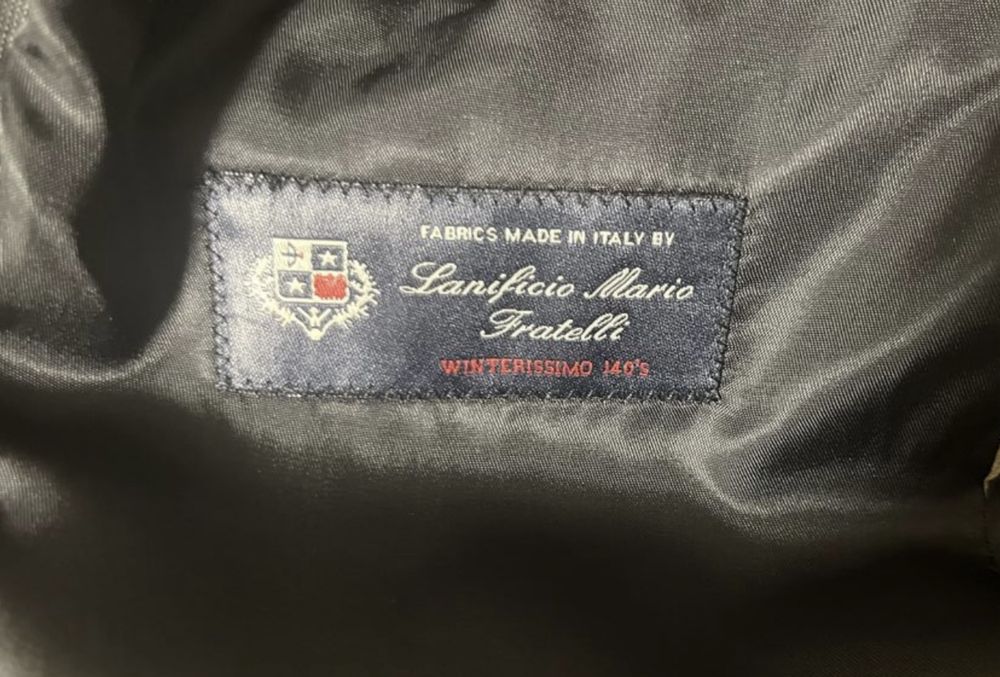 FABRICS MADE IN ITALY BY
Lanificio Mario
Fratelli
WINTERISSIMO 140'S